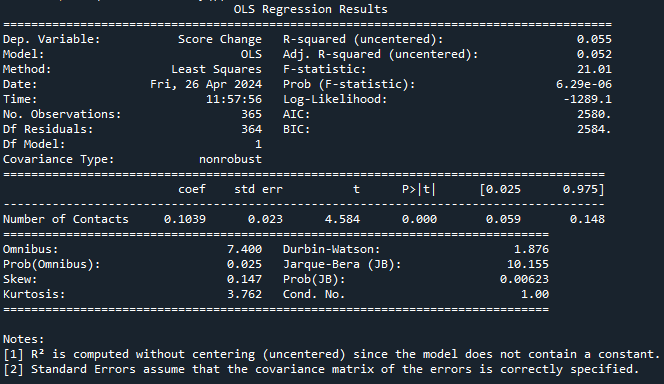 OLS Regression Results
==============================================================================
Dep. Variable: Score Change R-squared (uncentered): 0.055
Model: OLS Adj. R-squared (uncentered): 0.052
Method: Least Squares F-statistic: 21.01
Date: Fri, 26 Apr 2024 Prob (F-statistic): 6.29e-06
Time: 11:57:56 Log-Likelihood: -1289.1
No. Observations: 365 AIC: 2580.
Df Residuals: 364 BIC: 2584.
Df Model: 1
Covariance Type: nonrobust
==============================================================================
coef std err t P>|t| [0.025 0.975]
------------------------------------------------------------------------------
Number of Contacts 0.1039 0.023 4.584 0.000 0.059 0.148
==============================================================================
Omnibus: 7.400 Durbin-Watson: 1.876
Prob(Omnibus): 0.025 Jarque-Bera (JB): 10.155
Skew: 0.147 Prob(JB): 0.00623
Kurtosis: 3.762 Cond. No. 1.00
==============================================================================
Notes:
[1] R² is computed without centering (uncentered) since the model does not contain a constant.
[2] Standard Errors assume that the covariance matrix of the errors is correctly specified.